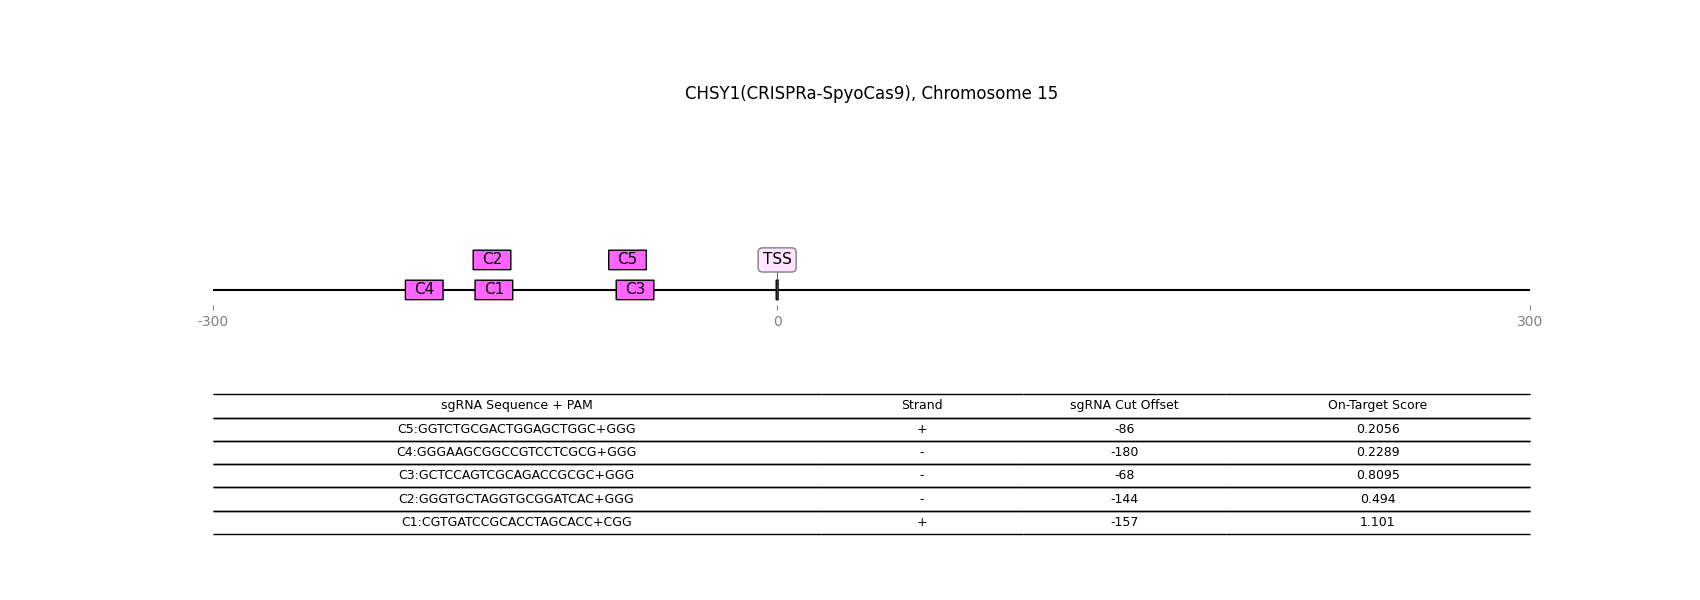 CHSY1(CRISPRa-SpyoCas9), Chromosome 15
C2 C5 TSS
C4 C1 C3
-300 0 300
sgRNA Sequence + PAM Strand sgRNA Cut Offset On-Target Score
C5:GGTCTGCGACTGGAGCTGGC+GGG + -86 0.2056
C4:GGGAAGCGGCCGTCCTCGCG+GGG - -180 0.2289
C3:GCTCCAGTCGCAGACCGCGC+GGG - -68 0.8095
C2:GGGTGCTAGGTGCGGATCAC+GGG - -144 0.494
C1:CGTGATCCGCACCTAGCACC+CGG + -157 1.101